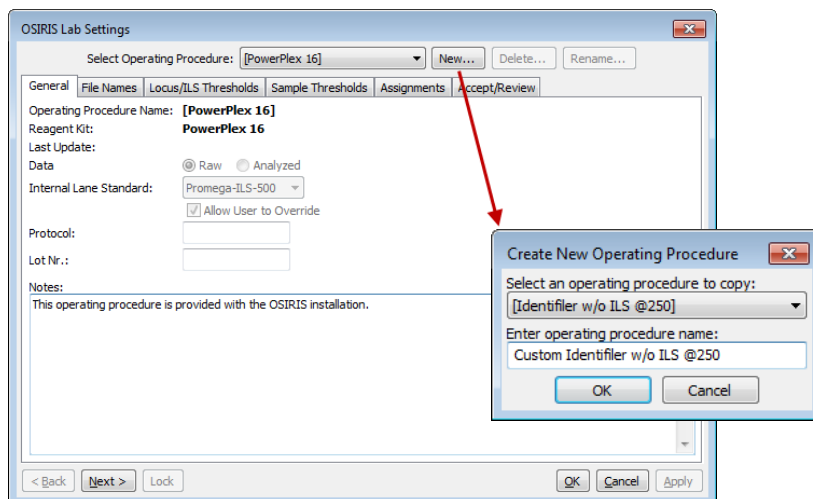 OSIRIS Lab Settings
Select Operating Procedure: [PowerPlex 16] New... Delete... Rename...
General File Names Locus/ILS Thresholds Sample Thresholds Assignments Accept/Review
Operating Procedure Name: [PowerPlex 16]
Reagent Kit: PowerPlex 16
Last Update:
Data Raw Analyzed
Internal Lane Standard: Promega-ILS-500
Allow User to Override
Protocol:
Lot Nr.:
Notes:
This operating procedure is provided with the OSIRIS installation.
< Back Next > Lock OK Cancel Apply
Create New Operating Procedure
Select an operating procedure to copy:
[Identifiler w/o ILS @250]
Enter operating procedure name:
Custom Identifiler w/o ILS @250
OK Cancel